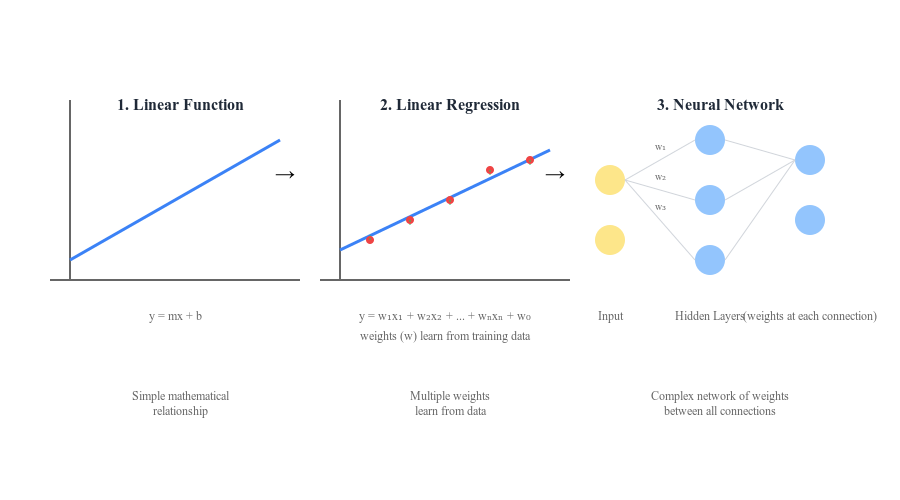 1. Linear Function
2. Linear Regression
3. Neural Network
→
→
w₁
w₂
w₃
y = mx + b
y = w₁x₁ + w₂x₂ + ... + wₙxₙ + w₀
weights (w) learn from training data
Input
Hidden Layers
(weights at each connection)
Simple mathematical
relationship
Multiple weights
learn from data
Complex network of weights
between all connections